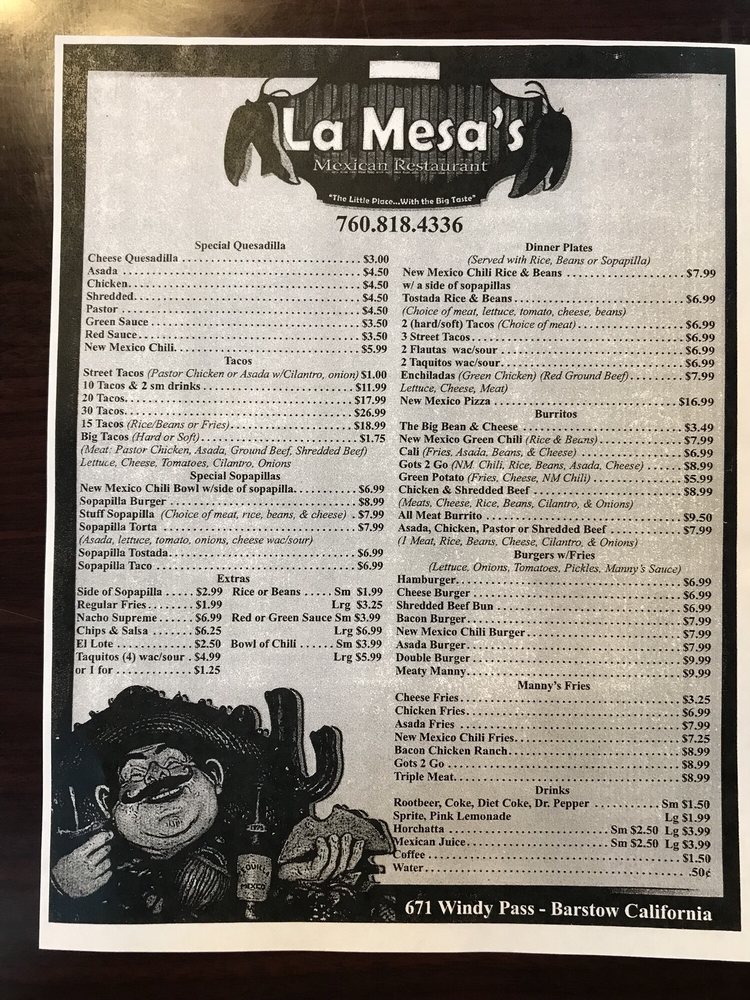 La Mesa's
Mexican Restaurant
"The Little Place...With the Big Taste"
760.818.4336
Special Quesadilla
Cheese Quesadilla ........ $3.00
Asada ........ $4.50
Chicken ........ $4.50
Shredded ........ $4.50
Pastor ........ $4.50
Green Sauce ........ $3.50
Red Sauce ........ $3.50
New Mexico Chili ........ $5.99
Tacos
Street Tacos (Pastor Chicken or Asada w/Cilantro, onion) $1.00
10 Tacos & 2 sm drinks ........ $11.99
20 Tacos ........ $17.99
30 Tacos ........ $26.99
15 Tacos (Rice/Beans or Fries) ........ $18.99
Big Tacos (Hard or Soft) ........ $1.75
(Meat: Pastor Chicken, Asada, Ground Beef, Shredded Beef)
Lettuce, Cheese, Tomatoes, Cilantro, Onions
Special Sopapillas
New Mexico Chili Bowl w/side of sopapilla ........ $6.99
Sopapilla Burger ........ $8.99
Stuff Sopapilla (Choice of meat, rice, beans, & cheese) . $7.99
Sopapilla Torta ........ $7.99
(Asada, lettuce, tomato, onions, cheese wac/sour)
Sopapilla Tostada ........ $6.99
Sopapilla Taco ........ $6.99
Extras
Side of Sopapilla ..... $2.99 Rice or Beans ..... Sm $1.99
Regular Fries ........ $1.99 Lrg $3.25
Nacho Supreme ....... $6.99 Red or Green Sauce Sm $3.99
Chips & Salsa ....... $6.25 Lrg $6.99
El Lote ........ $2.50 Bowl of Chili ...... Sm $3.99
Taquitos (4) wac/sour . $4.99 Lrg $5.99
or 1 for ........ $1.25
Dinner Plates
(Served with Rice, Beans or Sopapilla)
New Mexico Chili Rice & Beans ........ $7.99
w/ a side of sopapillas
Tostada Rice & Beans ........ $6.99
(Choice of meat, lettuce, tomato, cheese, beans)
2 (hard/soft) Tacos (Choice of meat) ........ $6.99
3 Street Tacos ........ $6.99
2 Flautas wac/sour ........ $6.99
2 Taquitos wac/sour ........ $6.99
Enchiladas (Green Chicken) (Red Ground Beef) ........ $7.99
Lettuce, Cheese, Meat)
New Mexico Pizza ........ $16.99
Burritos
The Big Bean & Cheese ........ $3.49
New Mexico Green Chili (Rice & Beans) ........ $7.99
Cali (Fries, Asada, Beans, & Cheese) ........ $6.99
Gots 2 Go (NM. Chili, Rice, Beans, Asada, Cheese) .... $8.99
Green Potato (Fries, Cheese, NM Chili) ........ $5.99
Chicken & Shredded Beef ........ $8.99
(Meats, Cheese, Rice, Beans, Cilantro, & Onions)
All Meat Burrito ........ $9.50
Asada, Chicken, Pastor or Shredded Beef ........ $7.99
(1 Meat, Rice, Beans, Cheese, Cilantro, & Onions)
Burgers w/Fries
(Lettuce, Onions, Tomatoes, Pickles, Manny's Sauce)
Hamburger ........ $6.99
Cheese Burger ........ $6.99
Shredded Beef Bun ........ $6.99
Bacon Burger ........ $7.99
New Mexico Chili Burger ........ $7.99
Asada Burger ........ $7.99
Double Burger ........ $9.99
Meaty Manny ........ $9.99
Manny's Fries
Cheese Fries ........ $3.25
Chicken Fries ........ $6.99
Asada Fries ........ $7.99
New Mexico Chili Fries ........ $7.25
Bacon Chicken Ranch ........ $8.99
Gots 2 Go ........ $8.99
Triple Meat ........ $8.99
Drinks
Rootbeer, Coke, Diet Coke, Dr. Pepper ........ Sm $1.50
Sprite, Pink Lemonade Lg $1.99
Horchatta ........ Sm $2.50 Lg $3.99
Mexican Juice ........ Sm $2.50 Lg $3.99
Coffee ........ $1.50
Water ........ .50¢
MEXICO
671 Windy Pass - Barstow California